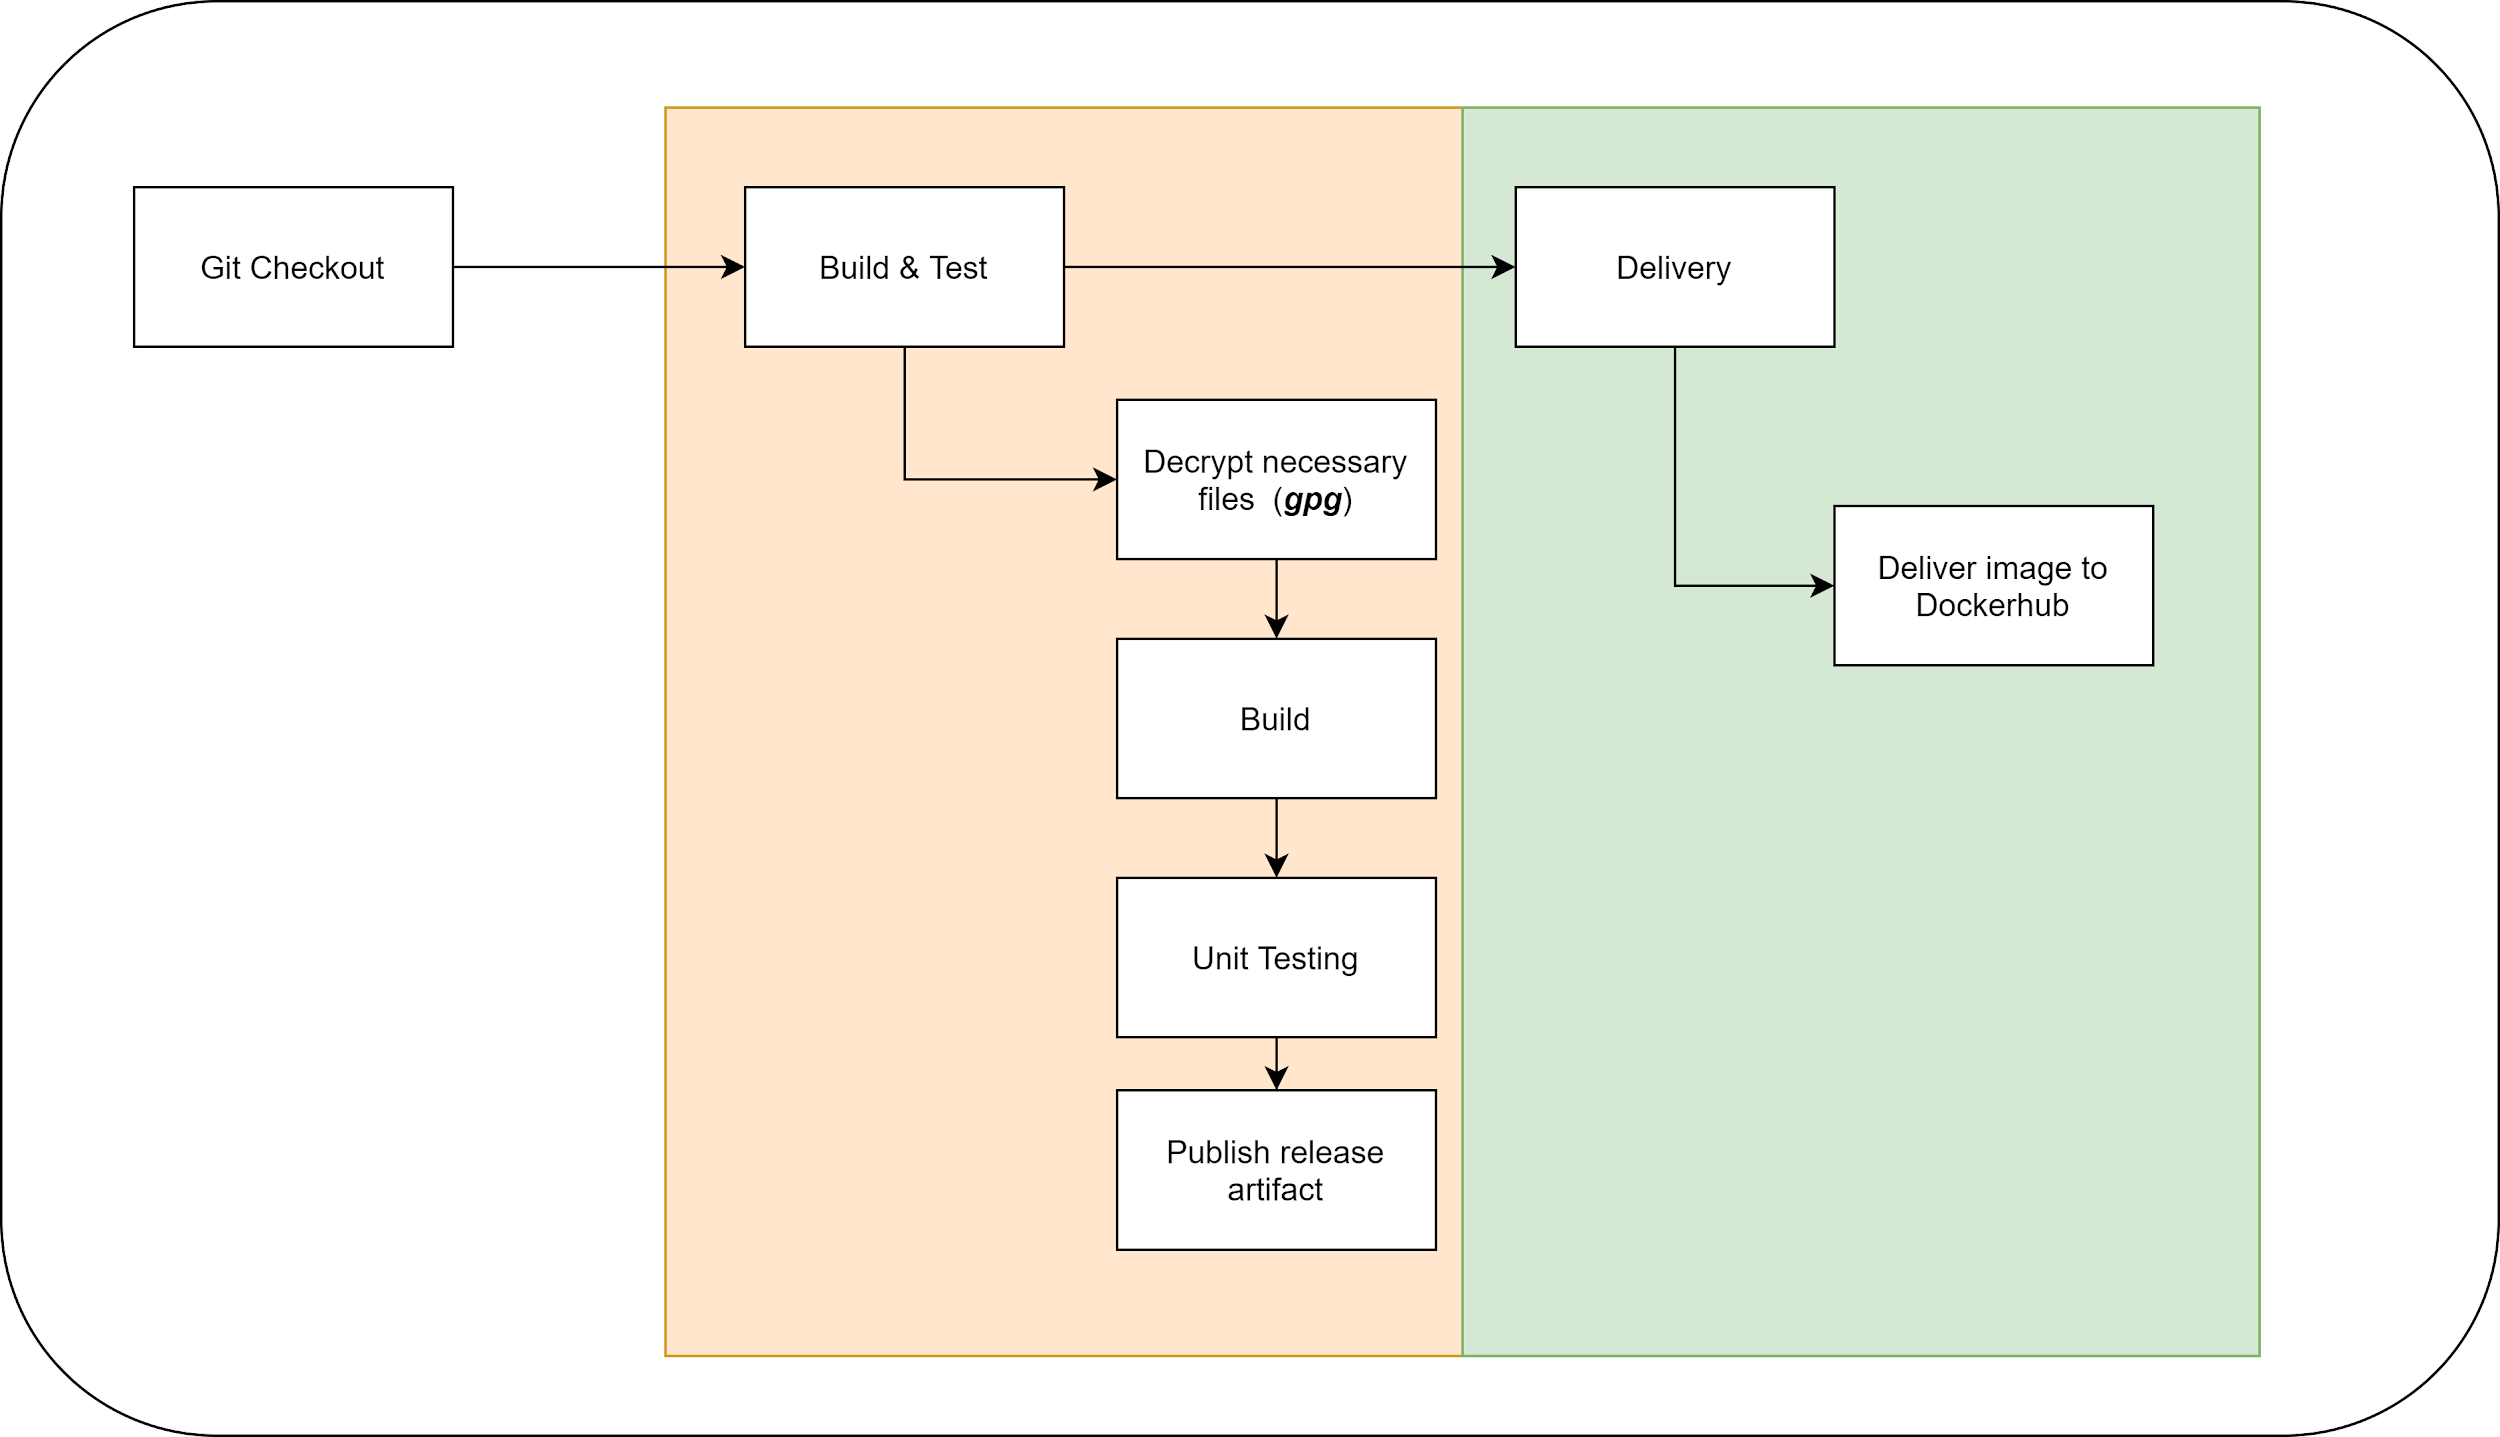 Git Checkout
Build & Test
Delivery
Decrypt necessary
files (gpg)
Deliver image to
Dockerhub
Build
Unit Testing
Publish release
artifact